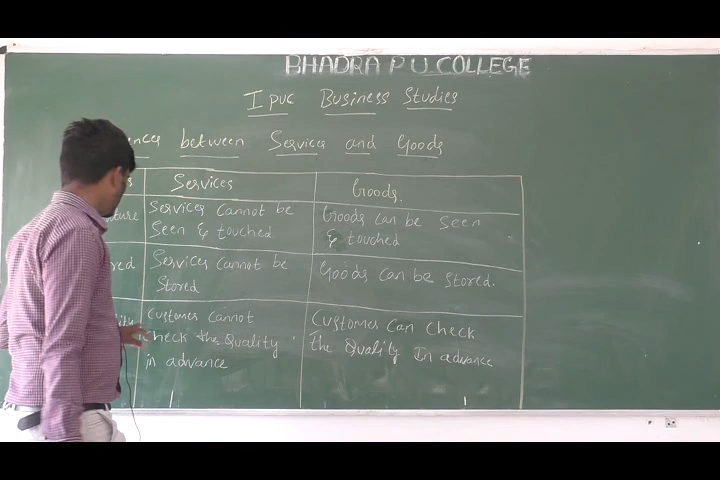 BHADRA P U COLLEGE
I PUC Business Studies
between Services and Goods
Services
Goods.
Services Cannot be
Seen & touched
Goods Can be Seen
& touched
Services Cannot be
Stored
Goods Can be Stored.
Customer Cannot
check the Quality
in advance
Customer Can Check
the Quality In advance